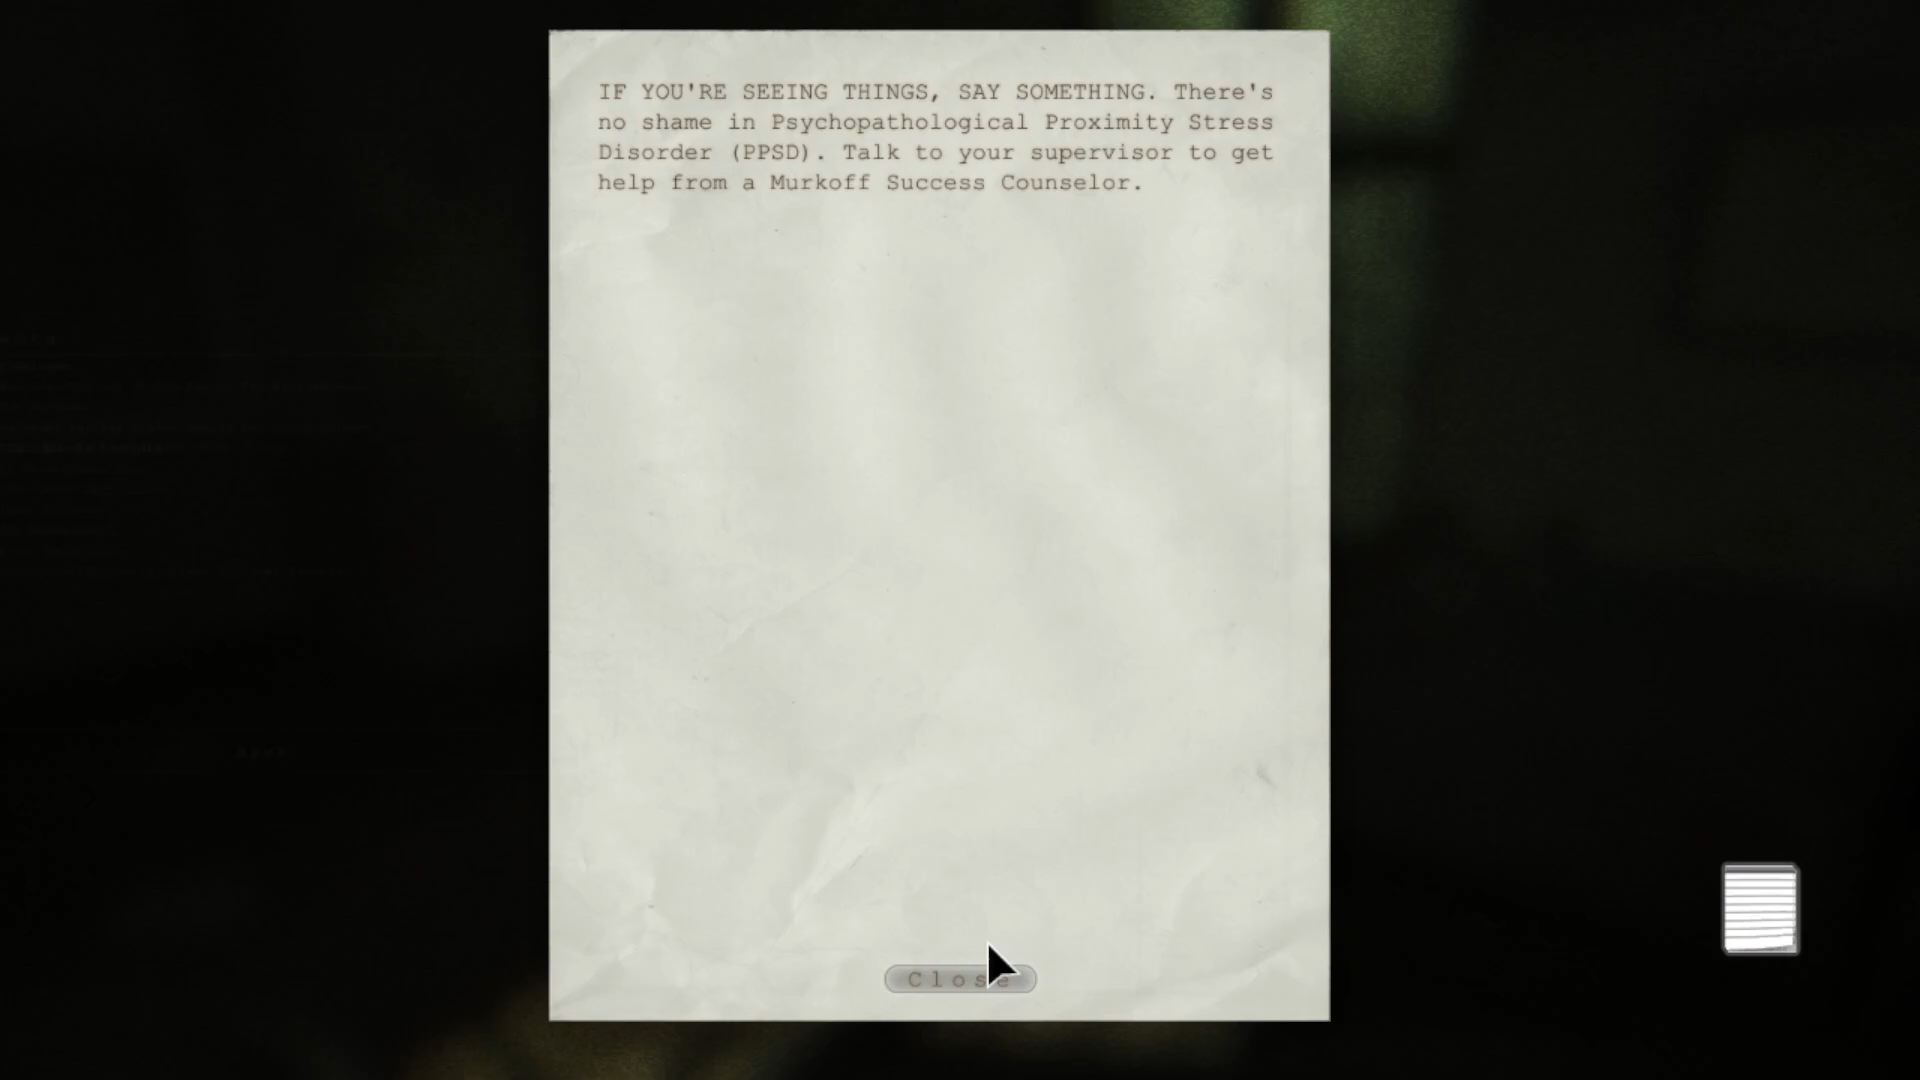 IF YOU'RE SEEING THINGS, SAY SOMETHING. There's
no shame in Psychopathological Proximity Stress
Disorder (PPSD). Talk to your supervisor to get
help from a Murkoff Success Counselor.
Close